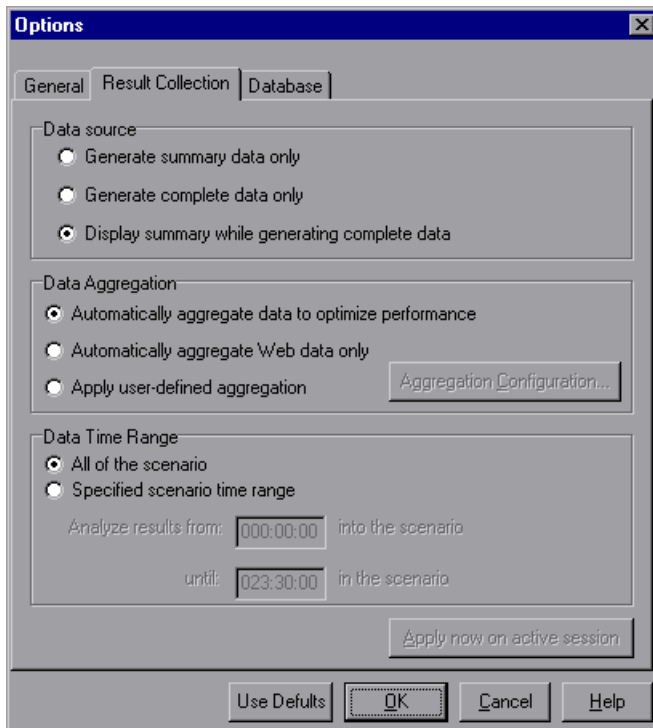 Options
General Result Collection Database
Data source
Generate summary data only
Generate complete data only
Display summary while generating complete data
Data Aggregation
Automatically aggregate data to optimize performance
Automatically aggregate Web data only
Apply user-defined aggregation Aggregation Configuration...
Data Time Range
All of the scenario
Specified scenario time range
Analyze results from: 000:00:00 into the scenario
until: 023:30:00 in the scenario
Apply now on active session
Use Defults OK Cancel Help